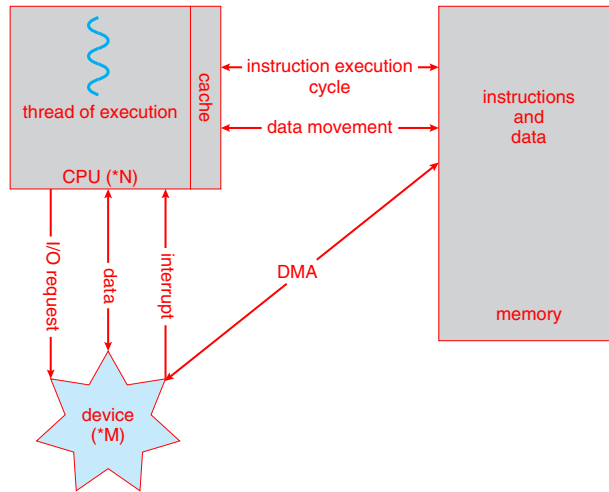 thread of execution
cache
CPU (*N)
instruction execution
cycle
data movement
instructions
and
data
memory
I/O request
data
interrupt
DMA
device
(*M)